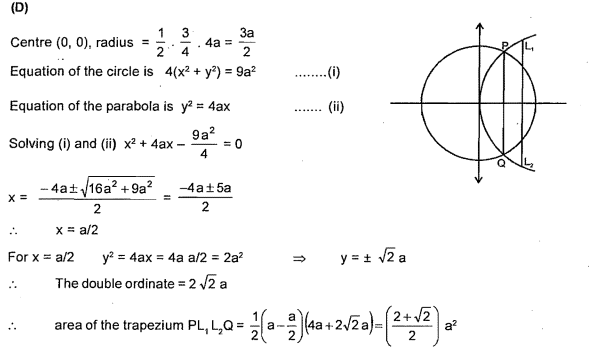 (D)
Centre (0, 0), radius = 1/2 . 3/4 . 4a = 3a/2
Equation of the circle is 4(x² + y²) = 9a² ........(i)
Equation of the parabola is y² = 4ax ....... (ii)
Solving (i) and (ii) x² + 4ax – 9a²/4 = 0
x = (– 4a ± √(16a² + 9a²))/2 = (–4a ± 5a)/2
∴ x = a/2
For x = a/2 y² = 4ax = 4a a/2 = 2a² ⇒ y = ± √2 a
∴ The double ordinate = 2 √2 a
∴ area of the trapezium PL₁ L₂Q = 1/2 (a – a/2) (4a + 2√2 a) = ((2 + √2)/2) a²
P
L₁
Q
L₂